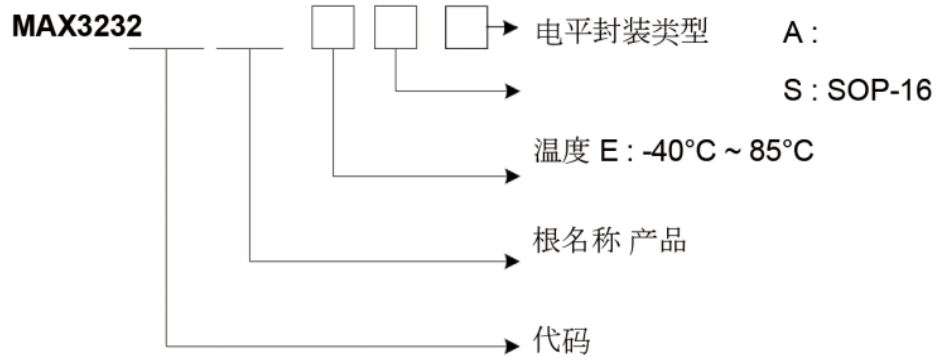 MAX3232
电平封装类型 A :
S : SOP-16
温度 E : -40°C ~ 85°C
根名称 产品
代码